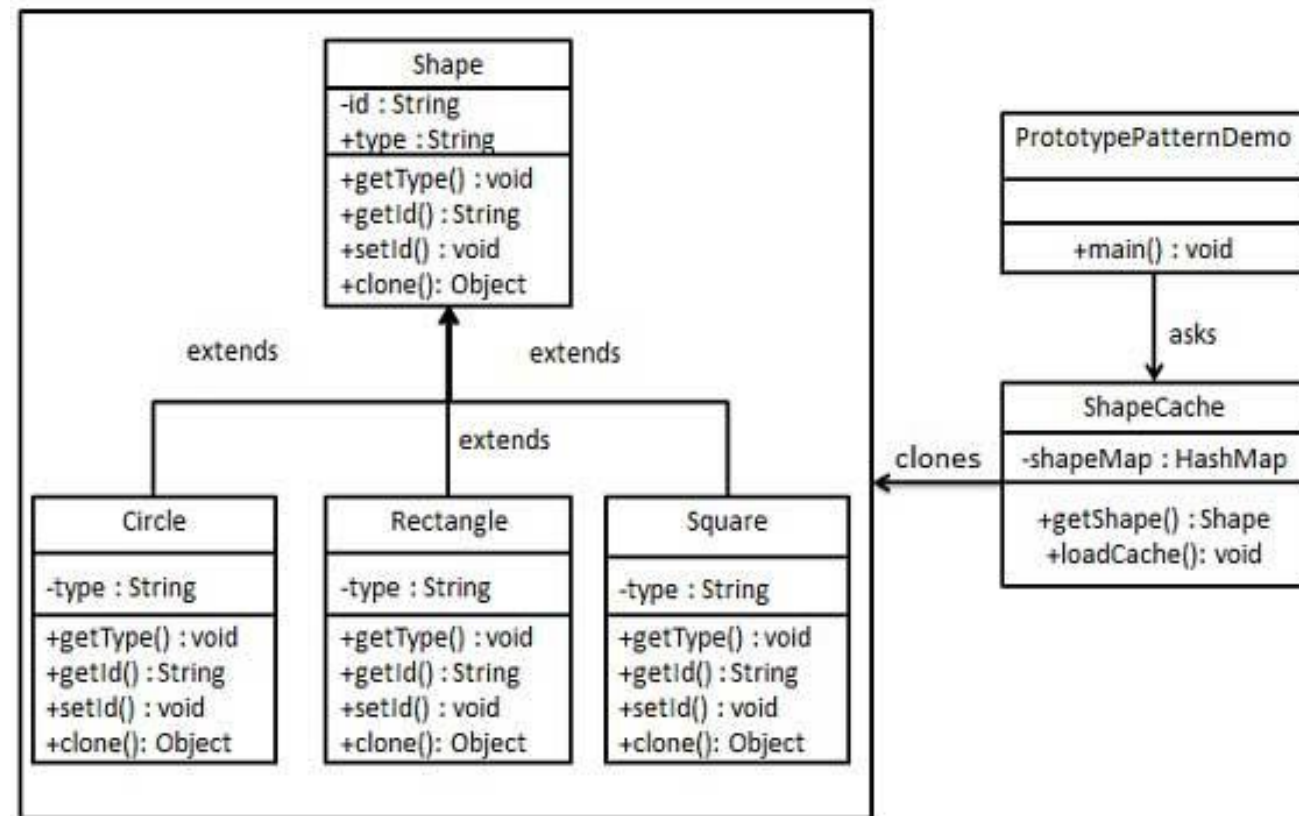 Shape
-id : String
+type : String
+getType() : void
+getId() : String
+setId() : void
+clone(): Object
extends
extends
extends
Circle
-type : String
+getType() : void
+getId() : String
+setId() : void
+clone(): Object
Rectangle
-type : String
+getType() : void
+getId() : String
+setId() : void
+clone(): Object
Square
-type : String
+getType() : void
+getId() : String
+setId() : void
+clone(): Object
PrototypePatternDemo
+main() : void
asks
ShapeCache
-shapeMap : HashMap
+getShape() : Shape
+loadCache(): void
clones